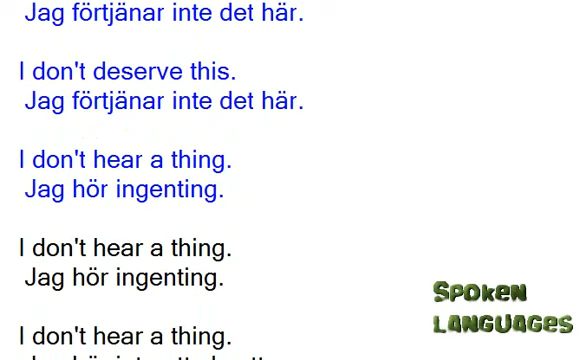 Jag förtjänar inte det här.
I don't deserve this.
Jag förtjänar inte det här.
I don't hear a thing.
Jag hör ingenting.
I don't hear a thing.
Jag hör ingenting.
I don't hear a thing.
Spoken
Languages